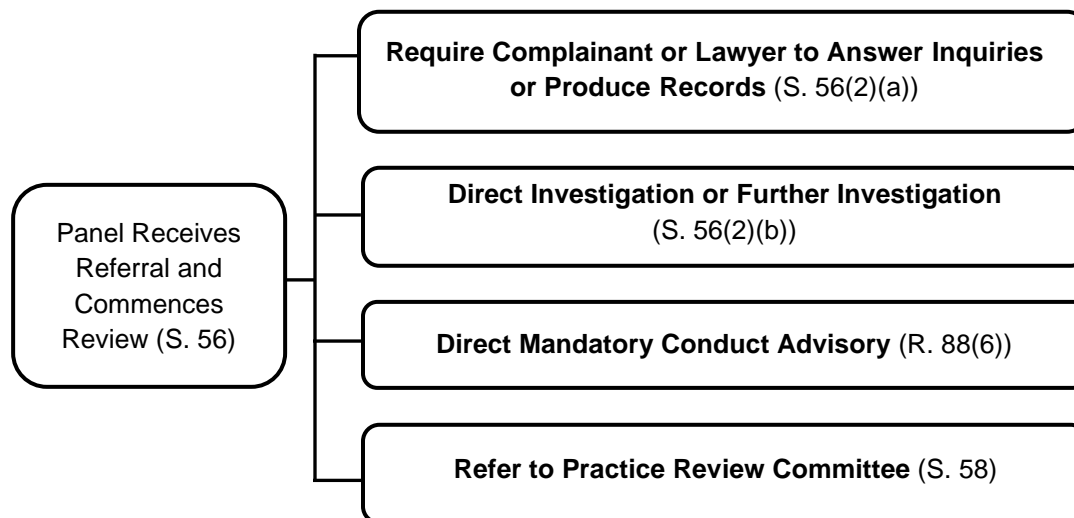 Require Complainant or Lawyer to Answer Inquiries
or Produce Records (S. 56(2)(a))
Direct Investigation or Further Investigation
(S. 56(2)(b))
Panel Receives
Referral and
Commences
Review (S. 56)
Direct Mandatory Conduct Advisory (R. 88(6))
Refer to Practice Review Committee (S. 58)